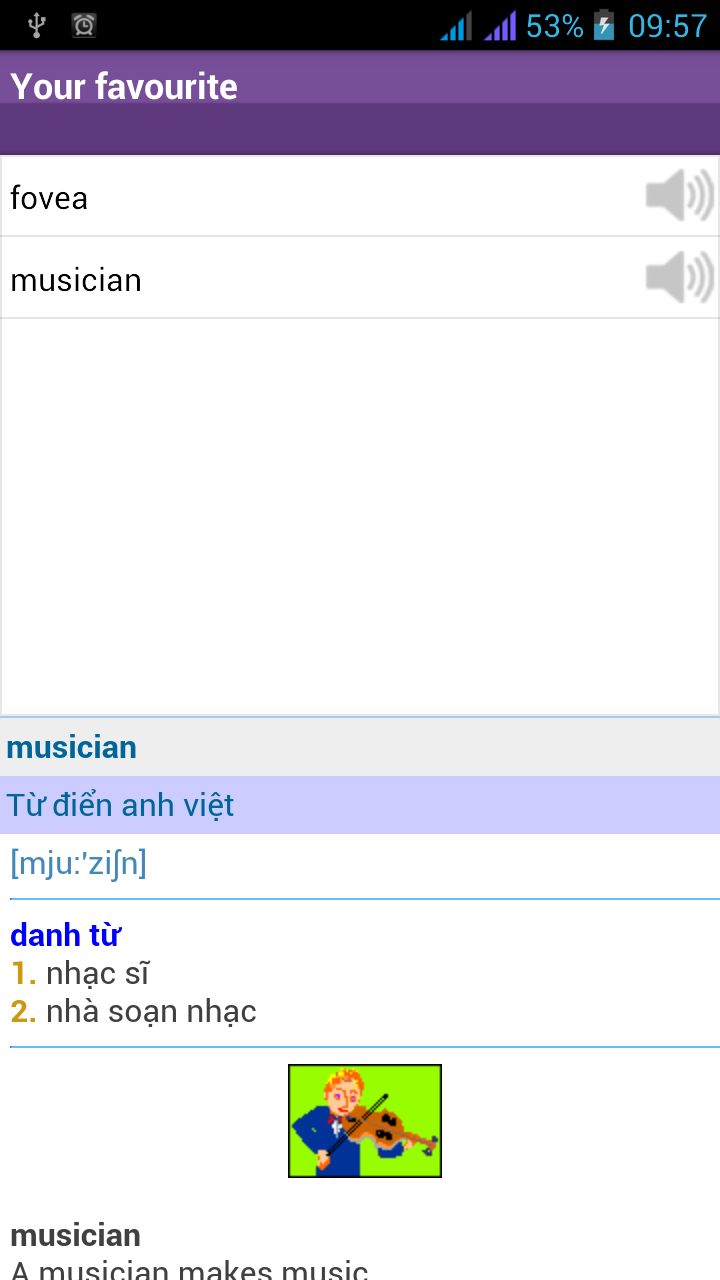 53% 09:57
Your favourite
fovea
musician
musician
Từ điển anh việt
[mju:'ziʃn]
danh từ
1. nhạc sĩ
2. nhà soạn nhạc
musician
A musician makes music.